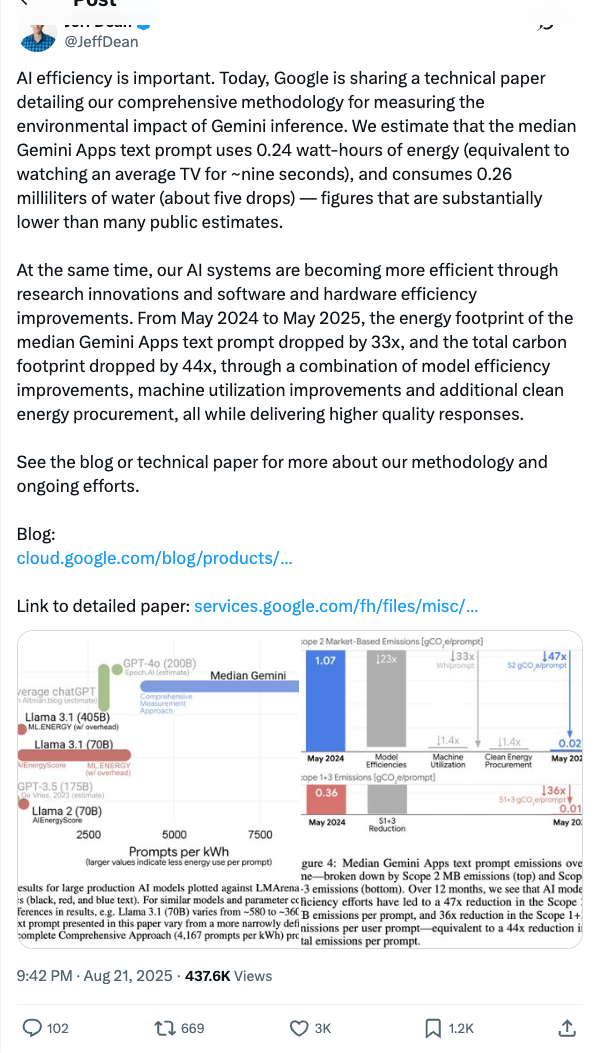 Post
Jeff Dean
@JeffDean
AI efficiency is important. Today, Google is sharing a technical paper
detailing our comprehensive methodology for measuring the
environmental impact of Gemini inference. We estimate that the median
Gemini Apps text prompt uses 0.24 watt-hours of energy (equivalent to
watching an average TV for ~nine seconds), and consumes 0.26
milliliters of water (about five drops) — figures that are substantially
lower than many public estimates.
At the same time, our AI systems are becoming more efficient through
research innovations and software and hardware efficiency
improvements. From May 2024 to May 2025, the energy footprint of the
median Gemini Apps text prompt dropped by 33x, and the total carbon
footprint dropped by 44x, through a combination of model efficiency
improvements, machine utilization improvements and additional clean
energy procurement, all while delivering higher quality responses.
See the blog or technical paper for more about our methodology and
ongoing efforts.
Blog:
cloud.google.com/blog/products/...
Link to detailed paper: services.google.com/fh/files/misc/...
GPT-4o (200B)
Epoch.AI (estimate)
Median Gemini
Comprehensive
Measurement
Approach
verage chatGPT
Altman blog (estimate)
Llama 3.1 (405B)
ML.ENERGY (w/ overhead)
Llama 3.1 (70B)
AIEnergyScore
ML.ENERGY
(w/ overhead)
GPT-3.5 (175B)
De Vries, 2023 (estimate)
Llama 2 (70B)
AIEnergyScore
2500 5000 7500
Prompts per kWh
(larger values indicate less energy use per prompt)
esults for large production AI models plotted against LMArena
s (black, red, and blue text). For similar models and parameter co
ferences in results, e.g. Llama 3.1 (70B) varies from ~580 to ~360
xt prompt presented in this paper vary from a more narrowly defi
omplete Comprehensive Approach (4,167 prompts per kWh) pro
cope 2 Market-Based Emissions [gCO2e/prompt]
1.07
↓23x
↓33x
Wh/prompt
↓47x
S2 gCO2e/prompt
↓1.4x
↓1.4x
0.02
May 2024
Model
Efficiencies
Machine
Utilization
Clean Energy
Procurement
May 202
cope 1+3 Emissions [gCO2e/prompt]
0.36
↓36x
S1+3 gCO2e/prompt
0.01
May 2024
S1+3
Reduction
May 20
gure 4: Median Gemini Apps text prompt emissions ove
ne—broken down by Scope 2 MB emissions (top) and Scop
-3 emissions (bottom). Over 12 months, we see that AI mode
ficiency efforts have led to a 47x reduction in the Scope
B emissions per prompt, and 36x reduction in the Scope 1+
nissions per user prompt—equivalent to a 44x reduction i
tal emissions per prompt.
9:42 PM · Aug 21, 2025 · 437.6K Views
102 669 3K 1.2K